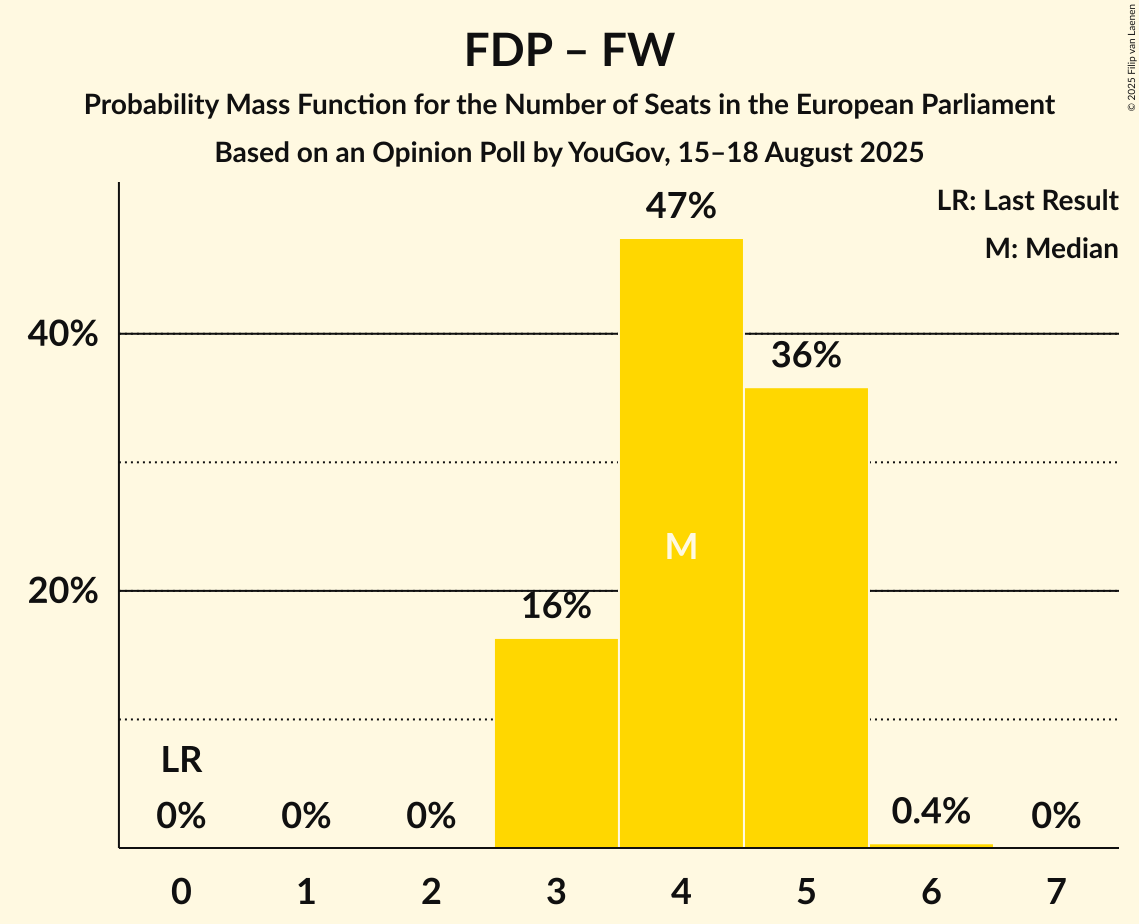 FDP – FW
Probability Mass Function for the Number of Seats in the European Parliament
Based on an Opinion Poll by YouGov, 15–18 August 2025
© 2025 Filip van Laenen
LR: Last Result
M: Median
47%
40%
36%
M
20%
16%
LR
0% 0% 0% 0.4% 0%
0 1 2 3 4 5 6 7